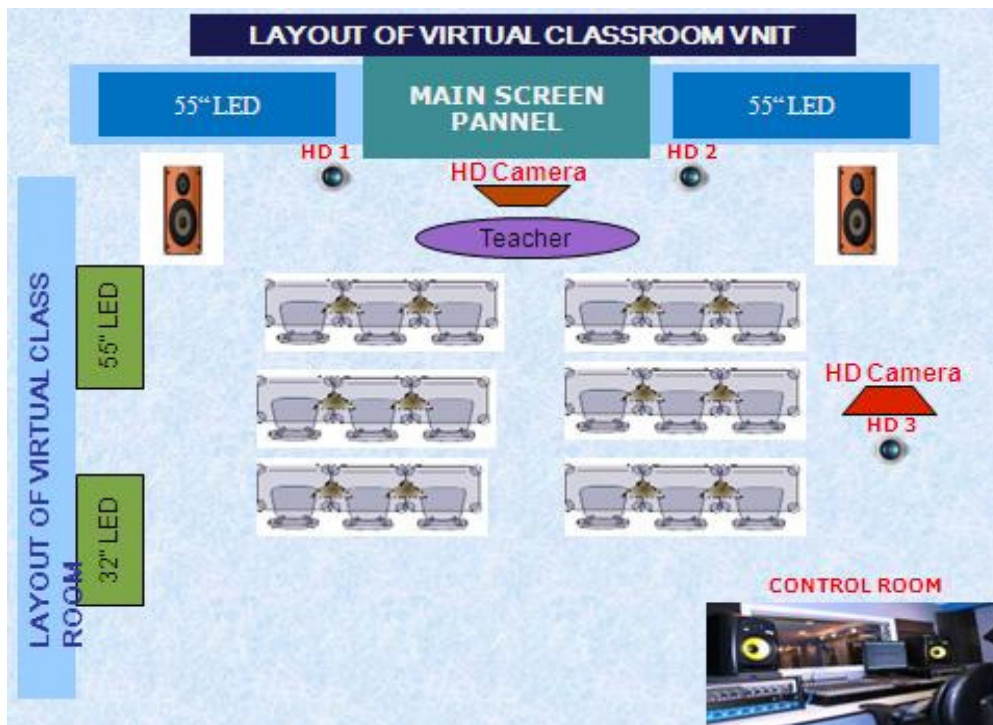 LAYOUT OF VIRTUAL CLASSROOM VNIT
55“LED
MAIN SCREEN
PANNEL
55“LED
HD 1
HD 2
HD Camera
Teacher
LAYOUT OF VIRTUAL CLASS
ROOM
55" LED
32" LED
HD Camera
HD 3
CONTROL ROOM